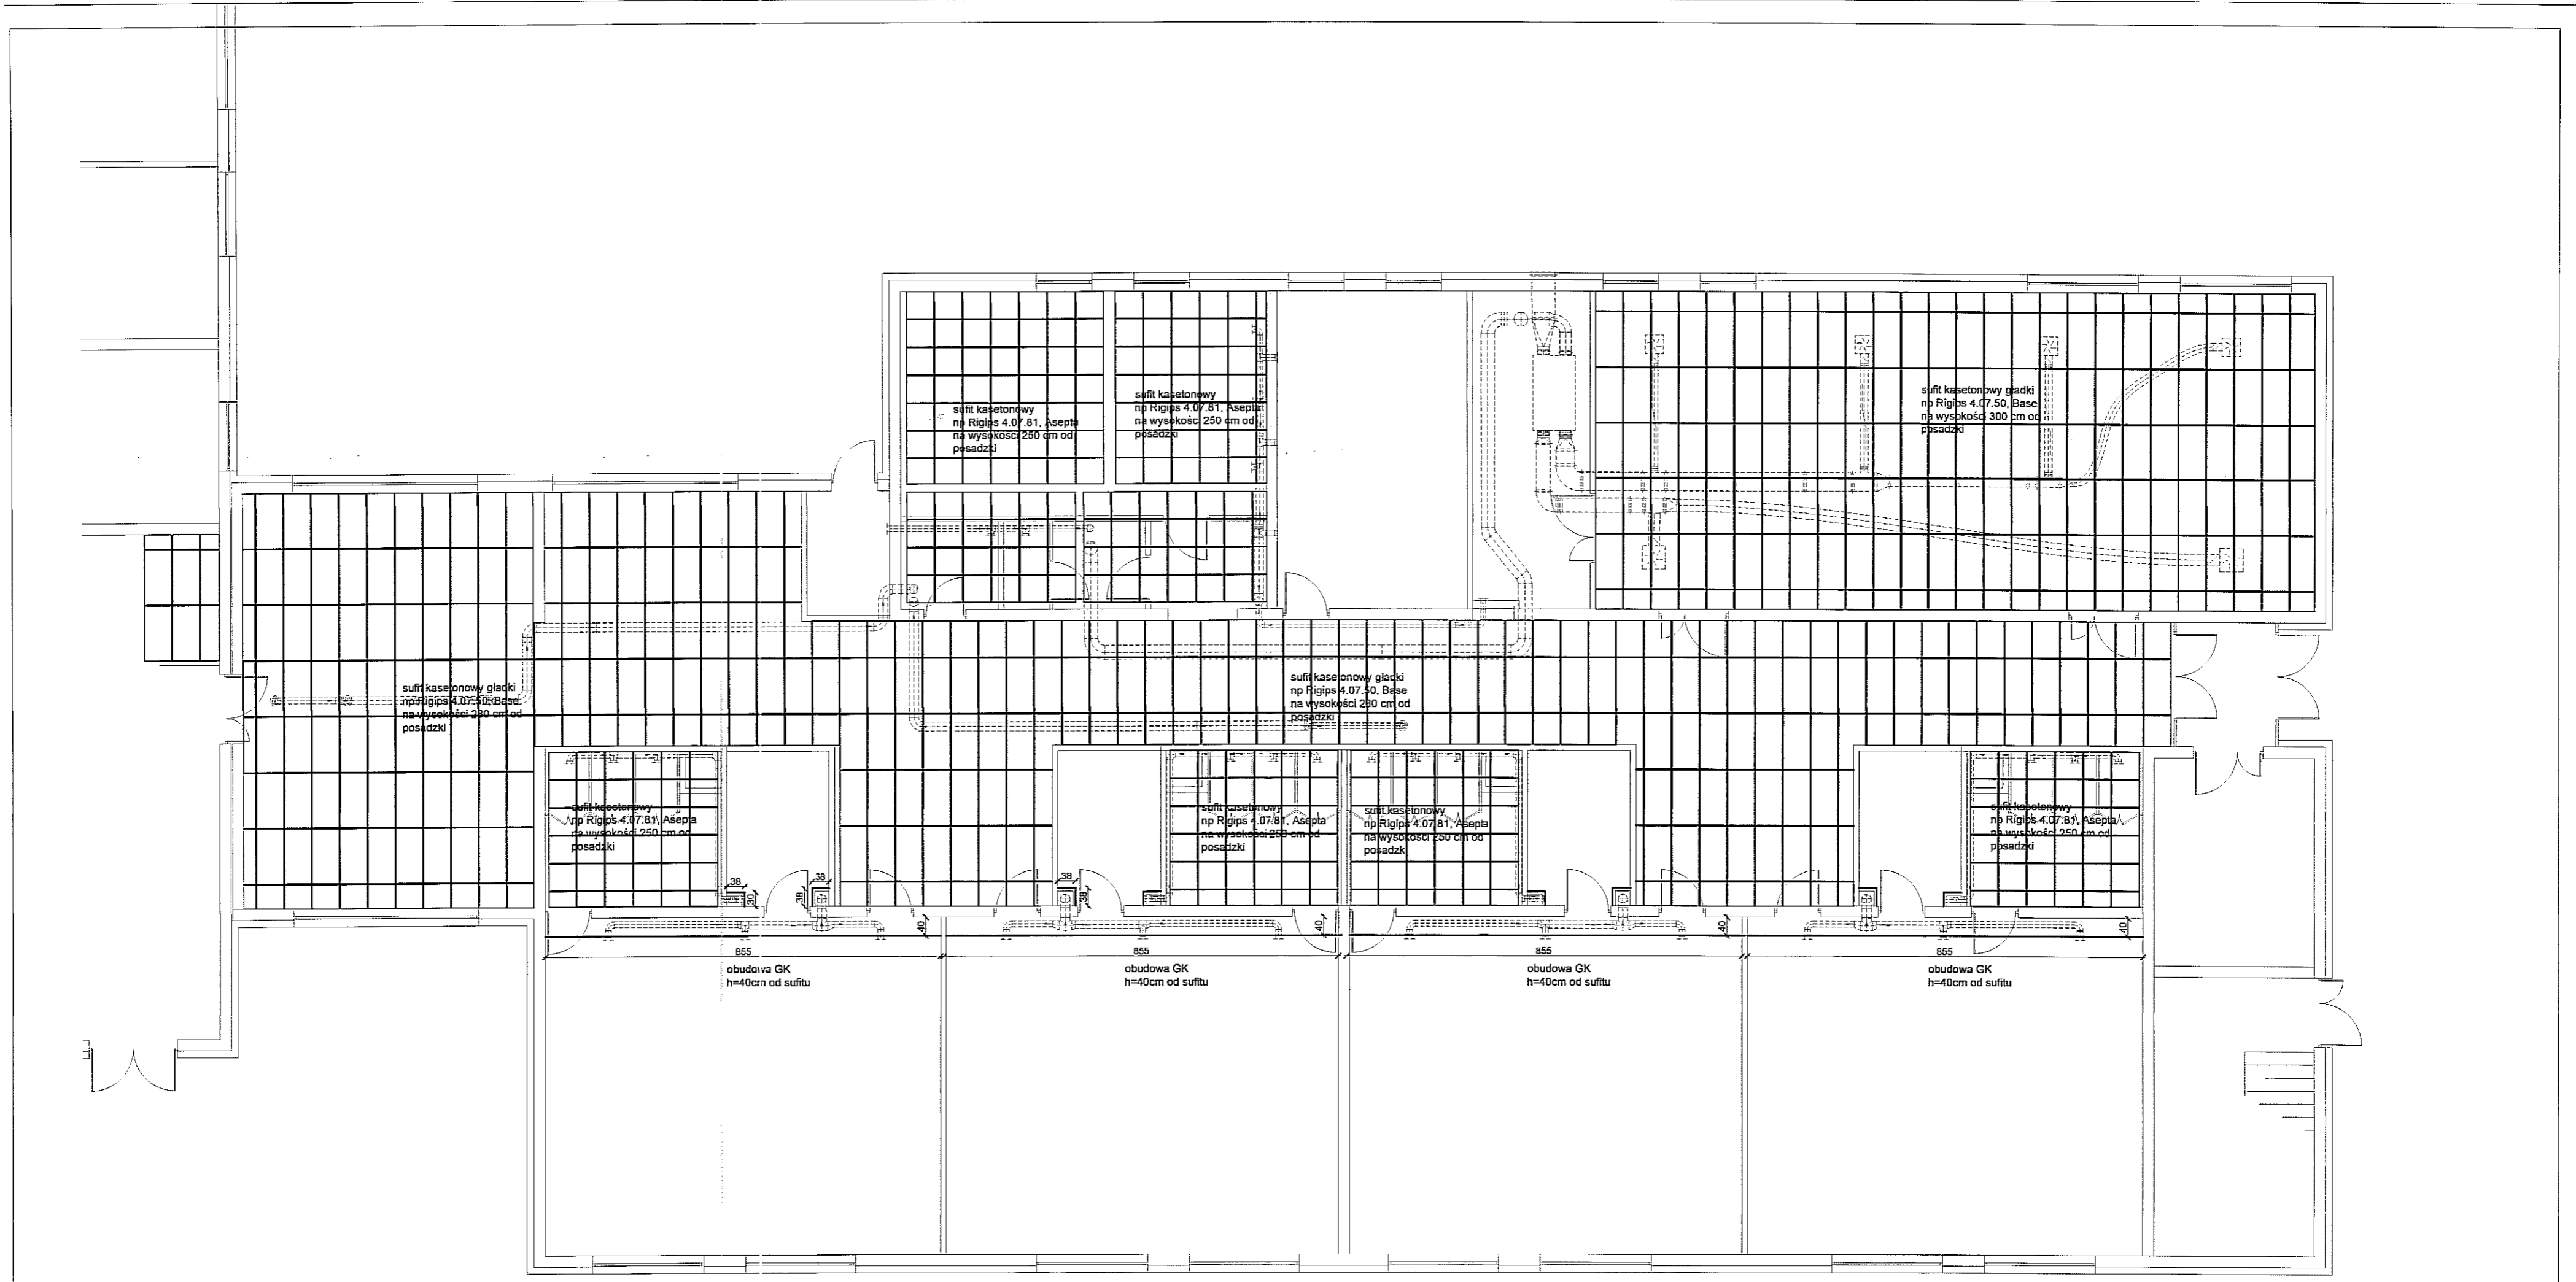 sufit kasetonowy
np Rigips 4.07.81, Asepta
na wysokości 250 cm od
posadzki
sufit kasetonowy
np Rigips 4.07.81, Asepta
na wysokości 250 cm od
posadzki
sufit kasetonowy gładki
np Rigips 4.07.50, Base
na wysokości 300 cm od
posadzki
sufit kasetonowy gładki
np Rigips 4.07.50, Base
na wysokości 280 cm od
posadzki
sufit kasetonowy gładki
np Rigips 4.07.50, Base
na wysokości 280 cm od
posadzki
sufit kasetonowy
np Rigips 4.07.81, Asepta
na wysokości 250 cm od
posadzki
sufit kasetonowy
np Rigips 4.07.81, Asepta
na wysokości 250 cm od
posadzki
sufit kasetonowy
np Rigips 4.07.81, Asepta
na wysokości 250 cm od
posadzki
sufit kasetonowy
np Rigips 4.07.81, Asepta
na wysokości 250 cm od
posadzki
38
30
38
38
38
38
40
40
40
40
855
855
855
855
obudowa GK
h=40cm od sufitu
obudowa GK
h=40cm od sufitu
obudowa GK
h=40cm od sufitu
obudowa GK
h=40cm od sufitu